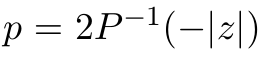 p = 2P⁻¹(−|z|)